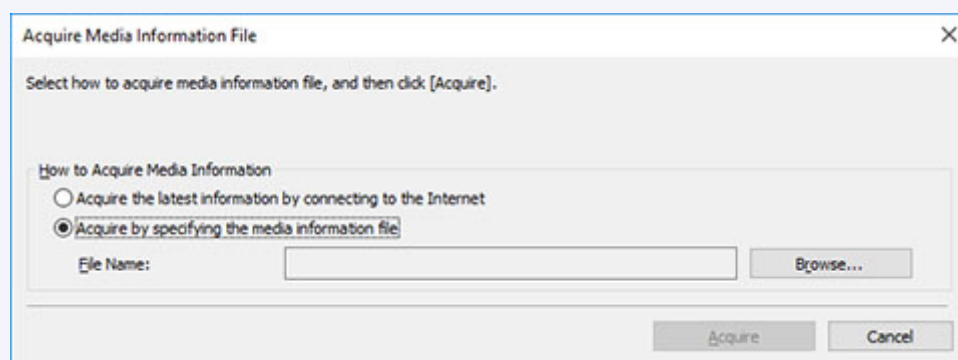 Acquire Media Information File
Select how to acquire media information file, and then click [Acquire].
How to Acquire Media Information
Acquire the latest information by connecting to the Internet
Acquire by specifying the media information file
File Name:
Browse...
Acquire
Cancel